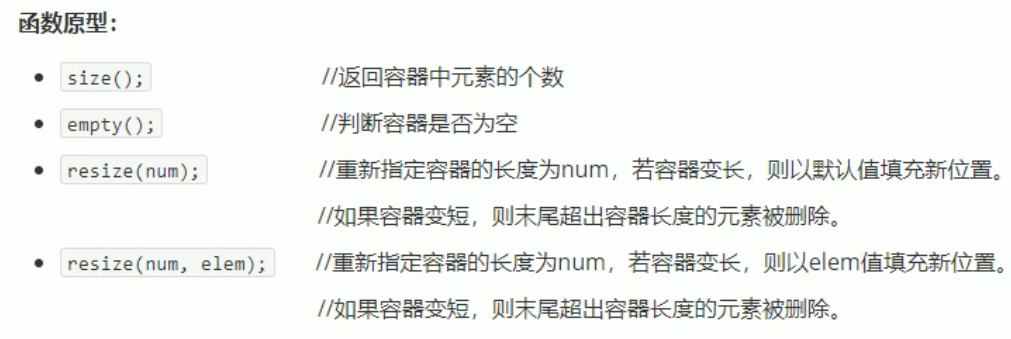 函数原型：
size(); //返回容器中元素的个数
empty(); //判断容器是否为空
resize(num); //重新指定容器的长度为num，若容器变长，则以默认值填充新位置。
//如果容器变短，则末尾超出容器长度的元素被删除。
resize(num, elem); //重新指定容器的长度为num，若容器变长，则以elem值填充新位置。
//如果容器变短，则末尾超出容器长度的元素被删除。